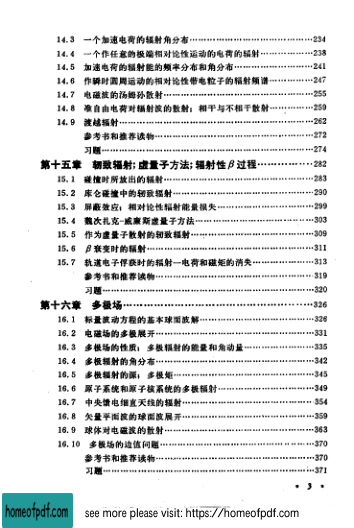 14.3 一个加速电荷的辐射角分布……234
14.4 一个作任意的极端相对论性运动的电荷的辐射……238
14.5 加速电荷的辐射能的频率分布和角分布……241
14.6 作瞬时圆周运动的相对论性带电粒子的辐射频谱……247
14.7 电磁波的汤姆孙散射……255
14.8 准自由电荷对辐射波的散射；相干与不相干散射……259
14.9 渡越辐射……262
参考书和推荐读物……272
习题……274
第十五章 轫致辐射；虚量子方法；辐射性β过程……282
15.1 碰撞时所放出的辐射……283
15.2 库仑碰撞中的轫致辐射……290
15.3 屏蔽效应；相对论性辐射能量损失……299
15.4 魏次扎克-威廉斯虚量子方法……303
15.5 作为虚量子散射的轫致辐射……309
15.6 β衰变时的辐射……311
15.7 轨道电子俘获时的辐射——电荷和磁矩的消失……313
参考书和推荐读物……319
习题……320
第十六章 多极场……326
16.1 标量波动方程的基本球面波解……326
16.2 电磁场的多极展开……331
16.3 多极场的性质；多极辐射的能量和角动量……335
16.4 多极辐射的角分布……342
16.5 多极辐射的源；多极矩……345
16.6 原子系统和原子核系统的多极辐射……349
16.7 中央馈电细直天线的辐射……354
16.8 矢量平面波的球面波展开……359
16.9 球体对电磁波的散射……363
16.10 多极场的边值问题……370
参考书和推荐读物……370
习题……371
• 3 •
homeofpdf.com see more please visit: https://homeofpdf.com